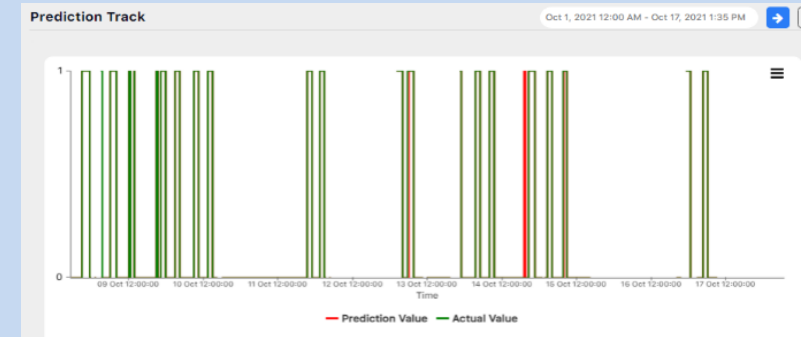 Prediction Track
Oct 1, 2021 12:00 AM - Oct 17, 2021 1:35 PM
1
0
09 Oct 12:00:00 10 Oct 12:00:00 11 Oct 12:00:00 12 Oct 12:00:00 13 Oct 12:00:00 14 Oct 12:00:00 15 Oct 12:00:00 16 Oct 12:00:00 17 Oct 12:00:00
Time
Prediction Value Actual Value